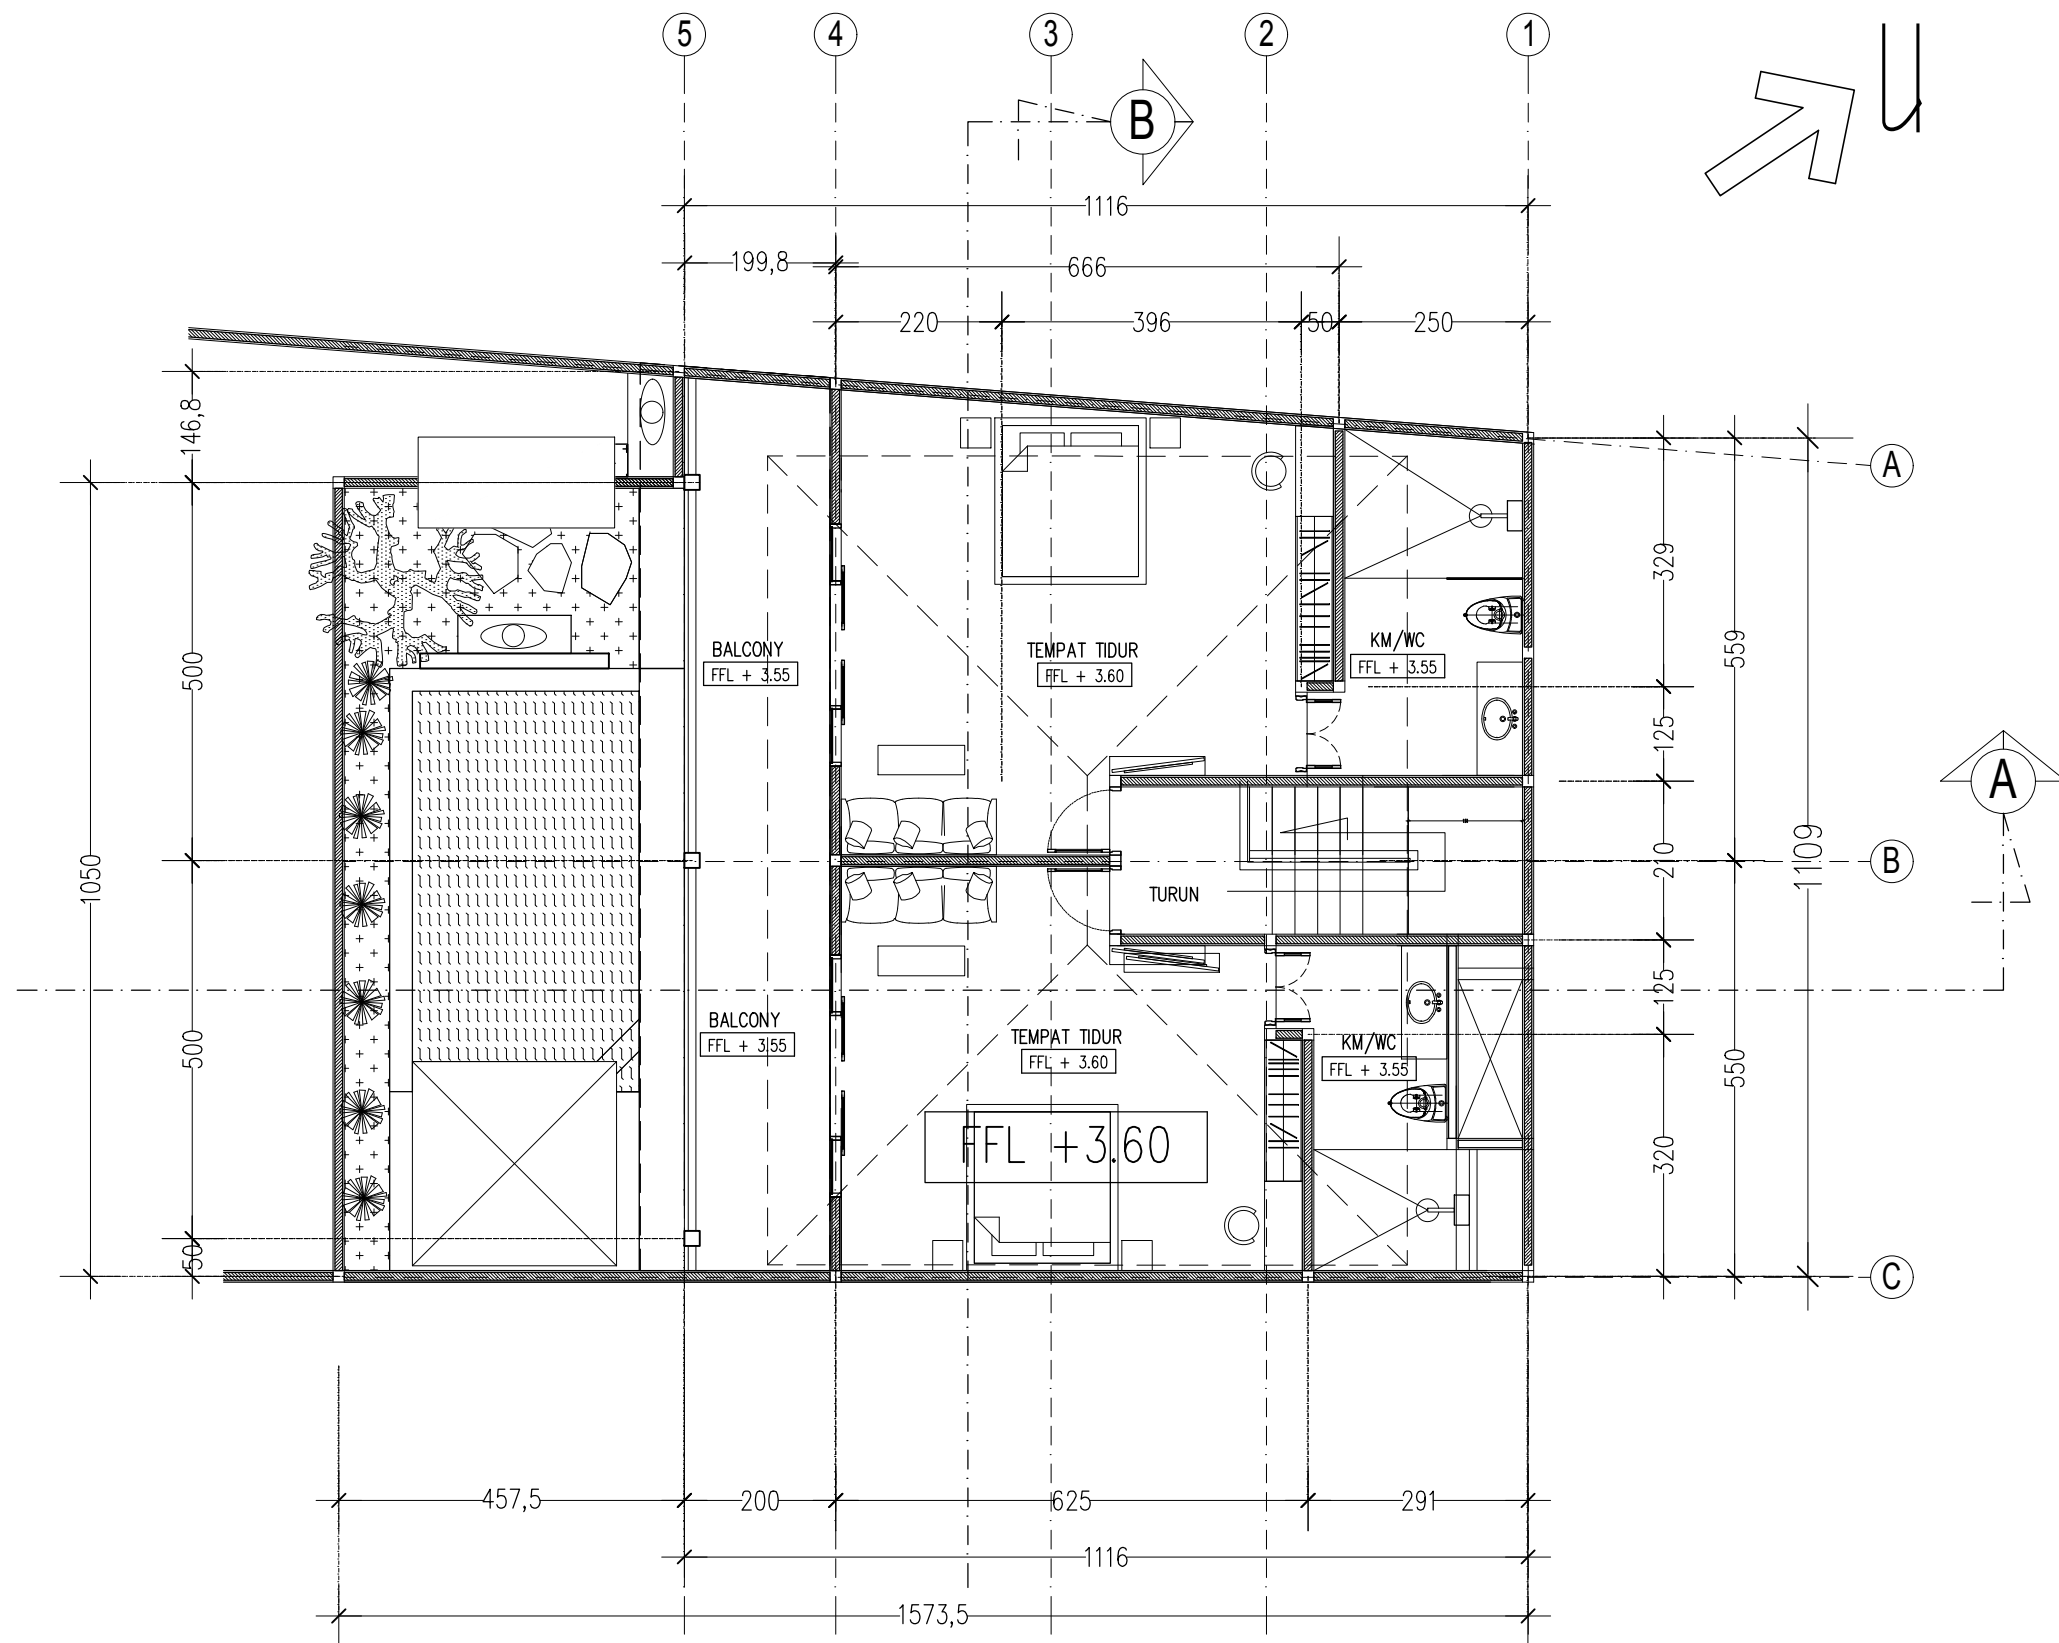 5 4 3 2 1
U
B
1116
199,8 666
220 396 50 250
146,8
A
329
559
500
BALCONY
FFL + 3.55
TEMPAT TIDUR
FFL + 3.60
KM/WC
FFL + 3.55
125
A
1050
210
1109
B
TURUN
125
500
BALCONY
FFL + 3.55
TEMPAT TIDUR
FFL + 3.60
KM/WC
FFL + 3.55
550
FFL +3.60
320
50
C
457,5 200 625 291
1116
1573,5